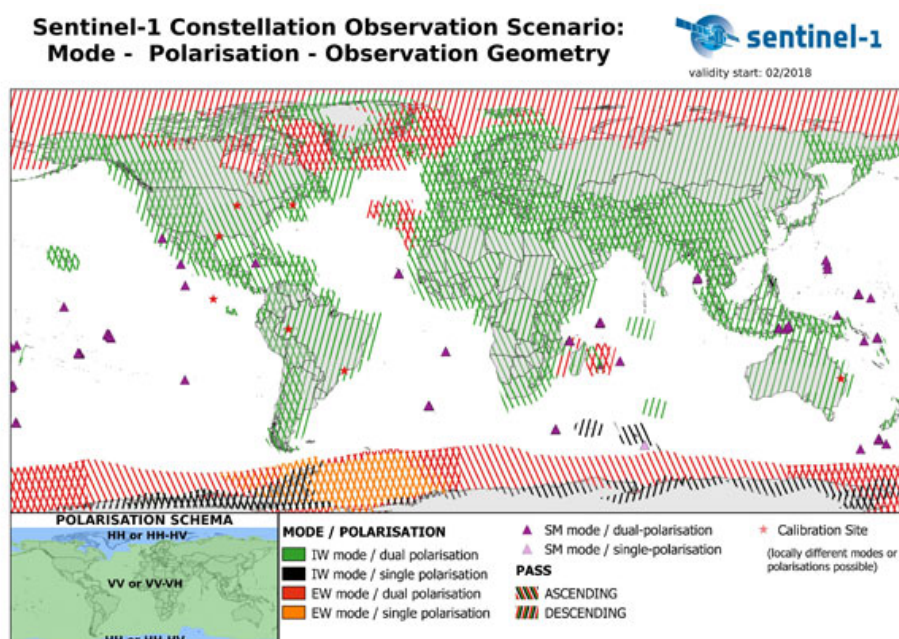 Sentinel-1 Constellation Observation Scenario:
Mode - Polarisation - Observation Geometry
sentinel-1
validity start: 02/2018
POLARISATION SCHEMA
HH or HH-HV
VV or VV-VH
HH or HH-HV
MODE / POLARISATION
IW mode / dual polarisation
IW mode / single polarisation
EW mode / dual polarisation
EW mode / single polarisation
SM mode / dual-polarisation
SM mode / single-polarisation
PASS
ASCENDING
DESCENDING
Calibration Site
(locally different modes or
polarisations possible)